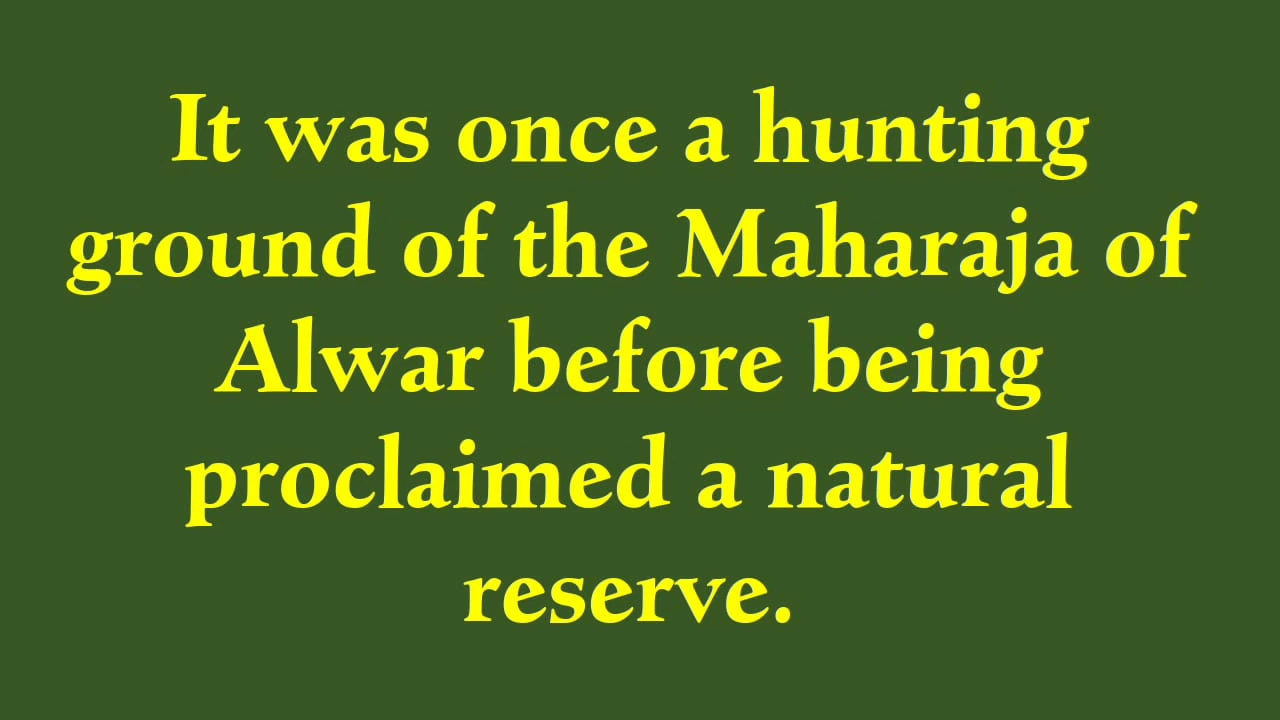 It was once a hunting
ground of the Maharaja of
Alwar before being
proclaimed a natural
reserve.